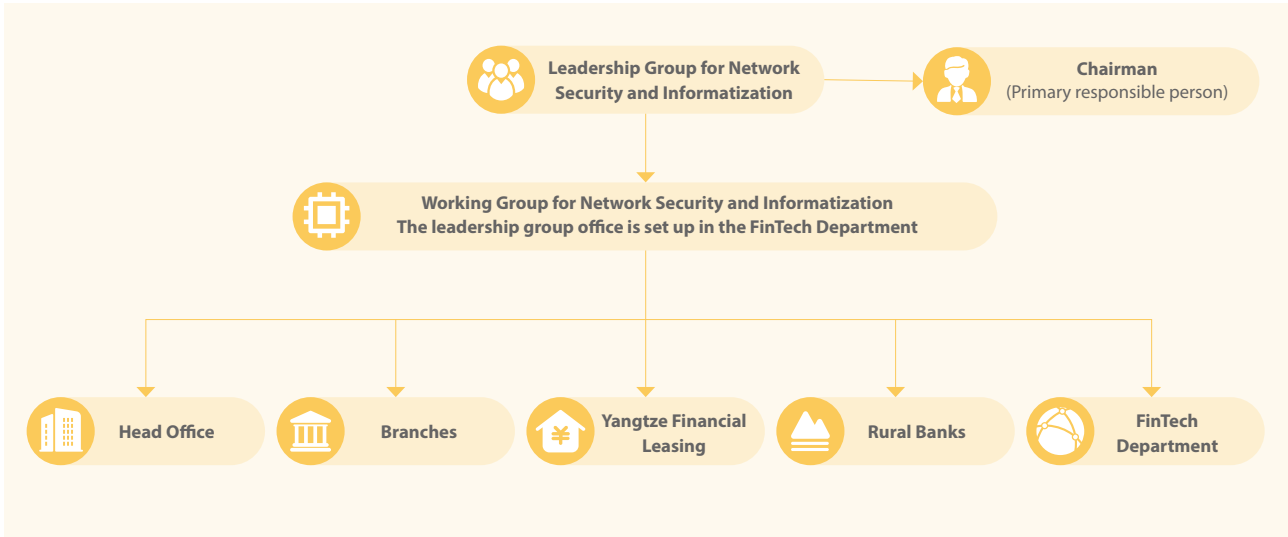 Leadership Group for Network
Security and Informatization
Chairman
(Primary responsible person)
Working Group for Network Security and Informatization
The leadership group office is set up in the FinTech Department
Head Office
Branches
Yangtze Financial
Leasing
Rural Banks
FinTech
Department